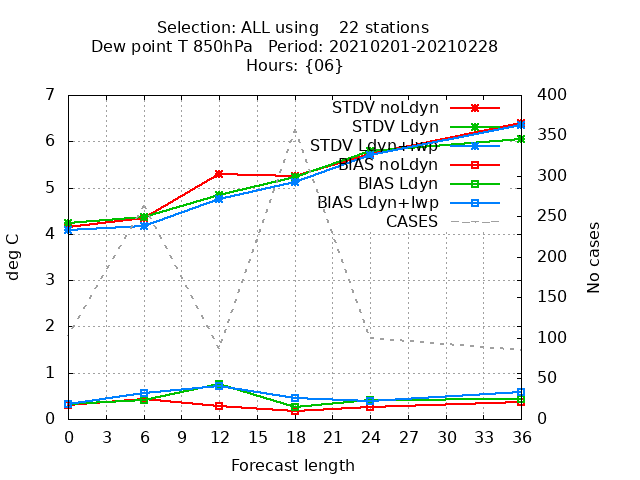 Selection: ALL using    22 stations
Dew point T 850hPa   Period: 20210201-20210228
Hours: {06}
7 400
6 350
5 300
4 250
3 200
2 150
1 100
0 50
0
STDV noLdyn
STDV Ldyn
STDV Ldyn+lwp
BIAS noLdyn
BIAS Ldyn
BIAS Ldyn+lwp
CASES
deg C
No cases
0 3 6 9 12 15 18 21 24 27 30 33 36
Forecast length